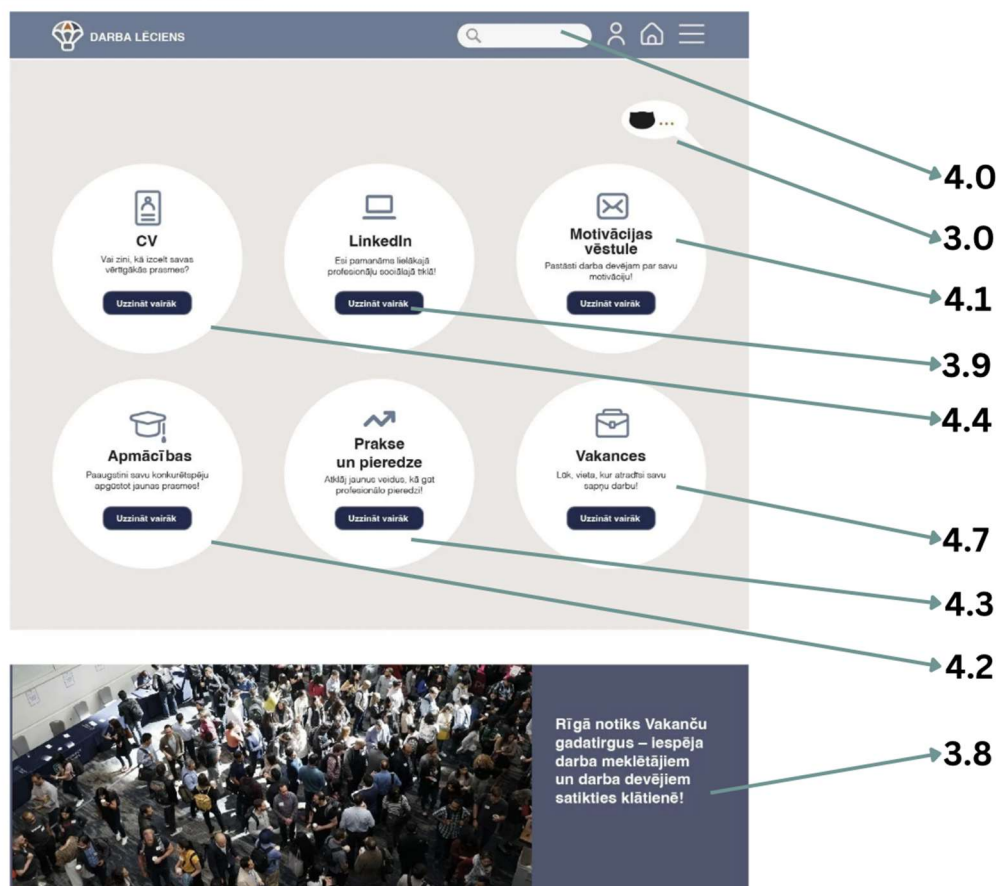 DARBA LĒCIENS
4.0
...
3.0
CV
Vai zini, kā izcelt savas
vērtīgākās prasmes?
Uzzināt vairāk
LinkedIn
Esi pamanāms lielākajā
profesionāļu sociālajā tīklā!
Uzzināt vairāk
Motivācijas
vēstule
Pastāsti darba devējam par savu
motivāciju!
Uzzināt vairāk
4.1
3.9
4.4
Apmācības
Paaugstini savu konkurētspēju
apgūstot jaunas prasmes!
Uzzināt vairāk
Prakse
un pieredze
Atklāj jaunus veidus, kā gūt
profesionālo pieredzi!
Uzzināt vairāk
Vakances
Lūk, vieta, kur atradīsi savu
sapņu darbu!
Uzzināt vairāk
4.7
4.3
4.2
Rīgā notiks Vakanču
gadatirgus – iespēja
darba meklētājiem
un darba devējiem
satikties klātienē!
3.8